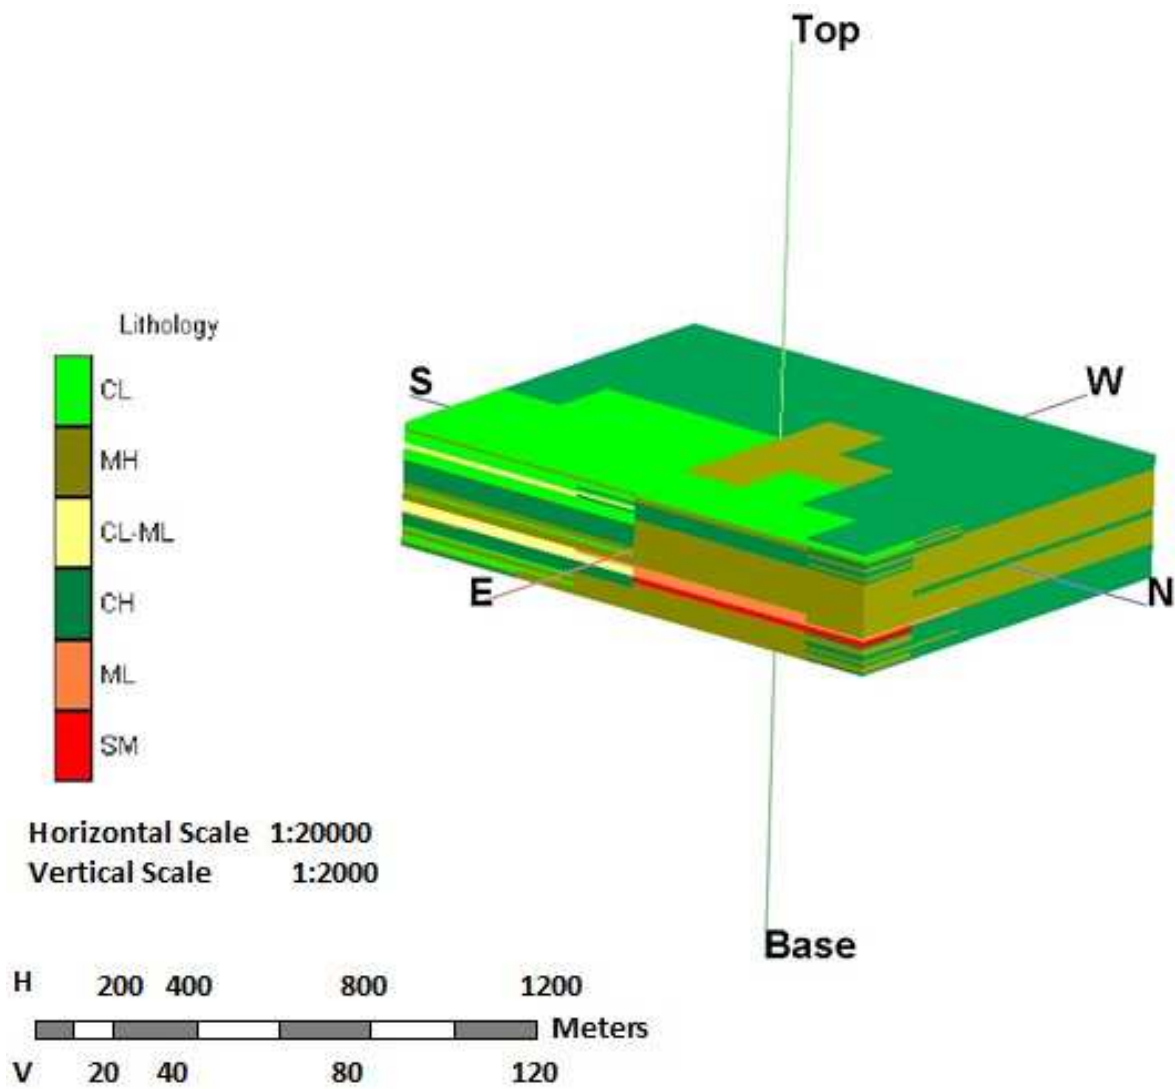 Top
Lithology
CL
MH
CL-ML
CH
ML
SM
S
W
E
N
Horizontal Scale 1:20000
Vertical Scale 1:2000
Base
H 200 400 800 1200
Meters
V 20 40 80 120